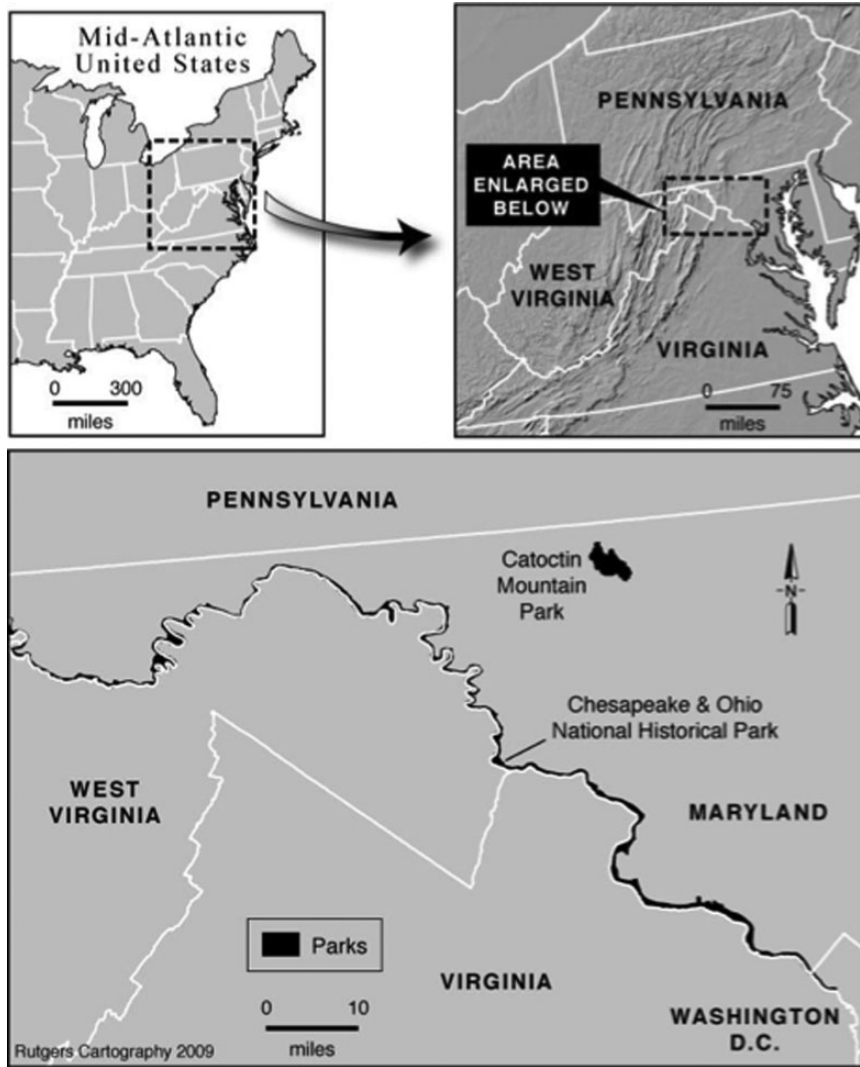 Mid-Atlantic
United States
0 300
miles
PENNSYLVANIA
AREA
ENLARGED
BELOW
WEST
VIRGINIA
VIRGINIA
0 75
miles
PENNSYLVANIA
Catoctin
Mountain
Park
N
Chesapeake & Ohio
National Historical Park
WEST
VIRGINIA
MARYLAND
Parks
VIRGINIA
0 10
miles
WASHINGTON
D.C.
Rutgers Cartography 2009